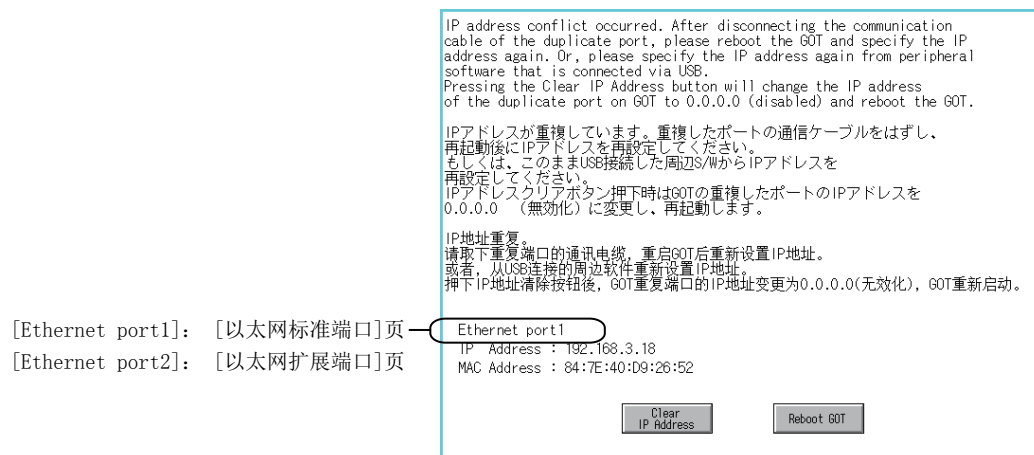 IP address conflict occurred. After disconnecting the communication
cable of the duplicate port, please reboot the GOT and specify the IP
address again. Or, please specify the IP address again from peripheral
software that is connected via USB.
Pressing the Clear IP Address button will change the IP address
of the duplicate port on GOT to 0.0.0.0 (disabled) and reboot the GOT.
IPアドレスが重複しています。重複したポートの通信ケーブルをはずし、
再起動後にIPアドレスを再設定してください。
もしくは、このままUSB接続した周辺S/WからIPアドレスを
再設定してください。
IPアドレスクリアボタン押下時はGOTの重複したポートのIPアドレスを
0.0.0.0 （無効化）に変更し、再起動します。
IP地址重复。
请取下重复端口的通讯电缆，重启GOT后重新设置IP地址。
或者，从USB连接的周边软件重新设置IP地址。
押下IP地址清除按钮後，GOT重复端口的IP地址变更为0.0.0.0(无效化)，GOT重新启动。
[Ethernet port1]： [以太网标准端口]页
Ethernet port1
[Ethernet port2]： [以太网扩展端口]页
IP Address : 192.168.3.18
MAC Address : 84:7E:40:D9:26:52
Clear
IP Address
Reboot GOT